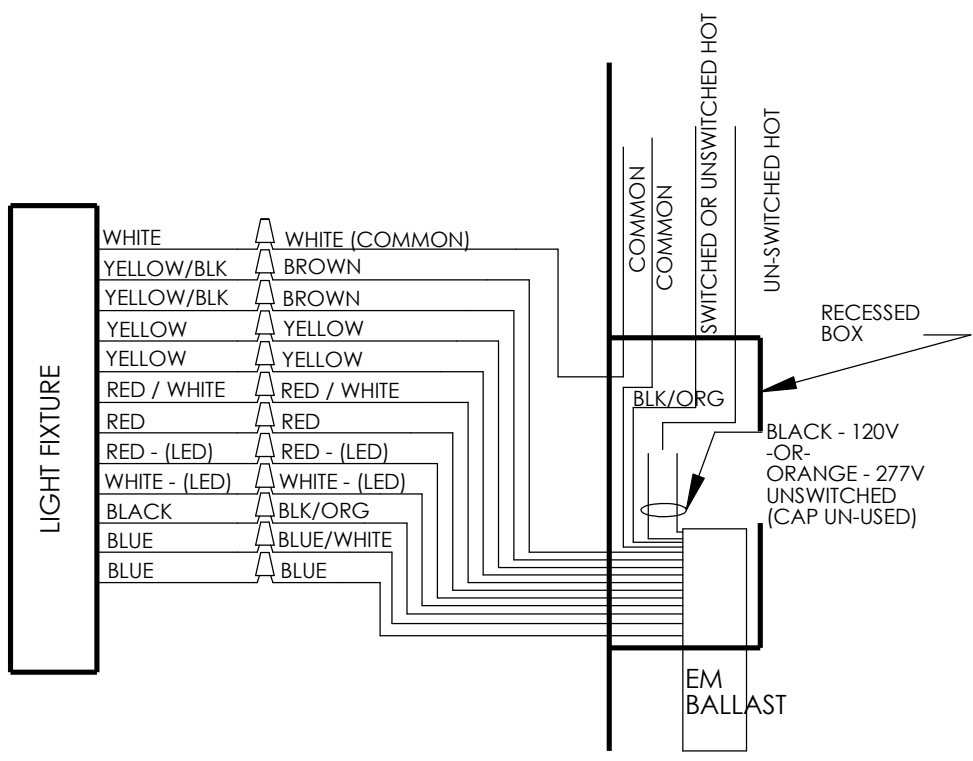 SWITCHED OR UNSWITCHED HOT
UN-SWITCHED HOT
COMMON
COMMON
LIGHT FIXTURE
WHITE
WHITE (COMMON)
YELLOW/BLK
BROWN
YELLOW/BLK
BROWN
YELLOW
YELLOW
YELLOW
YELLOW
RED / WHITE
RED / WHITE
RED
RED
RED - (LED)
RED - (LED)
WHITE - (LED)
WHITE - (LED)
BLACK
BLK/ORG
BLUE
BLUE/WHITE
BLUE
BLUE
RECESSED
BOX
BLK/ORG
BLACK - 120V
-OR-
ORANGE - 277V
UNSWITCHED
(CAP UN-USED)
EM
BALLAST